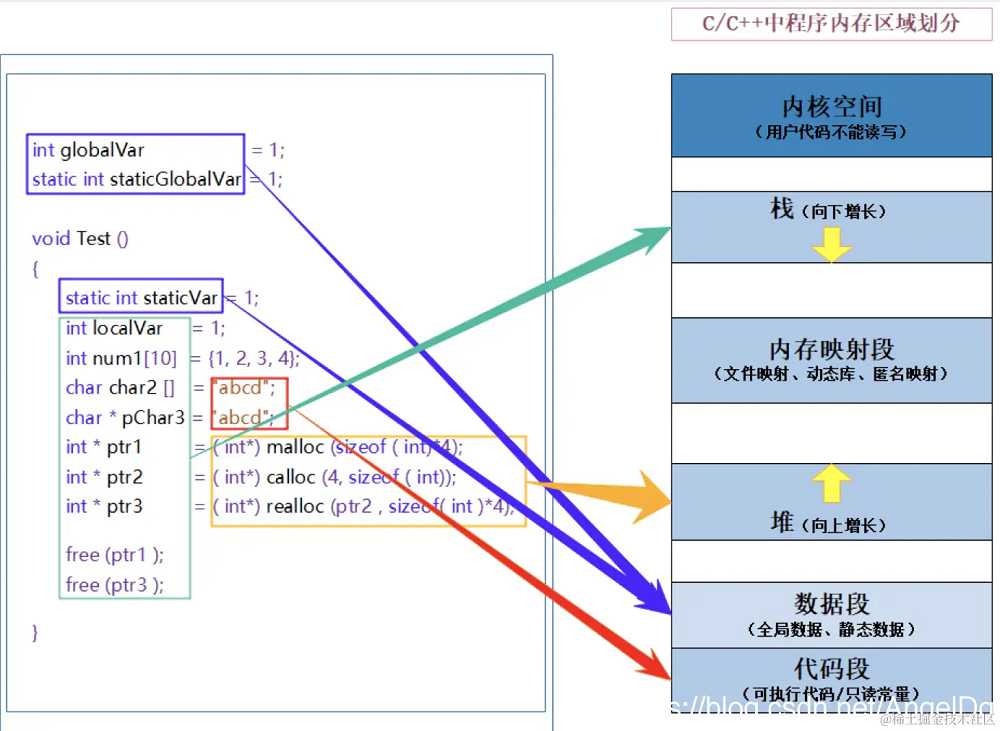 C/C++中程序内存区域划分
int globalVar = 1;
static int staticGlobalVar = 1;
void Test ()
{
static int staticVar = 1;
int localVar = 1;
int num1[10] = {1, 2, 3, 4};
char char2 [] = "abcd";
char * pChar3 = "abcd";
int * ptr1 = ( int*) malloc (sizeof ( int)*4);
int * ptr2 = ( int*) calloc (4, sizeof ( int));
int * ptr3 = ( int*) realloc (ptr2 , sizeof( int )*4);
free (ptr1 );
free (ptr3 );
}
内核空间
(用户代码不能读写)
栈 (向下增长)
内存映射段
(文件映射、动态库、匿名映射)
堆 (向上增长)
数据段
(全局数据、静态数据)
代码段
(可执行代码/只读常量)
s://blog.csdn.net/AngelDg
@稀土掘金技术社区